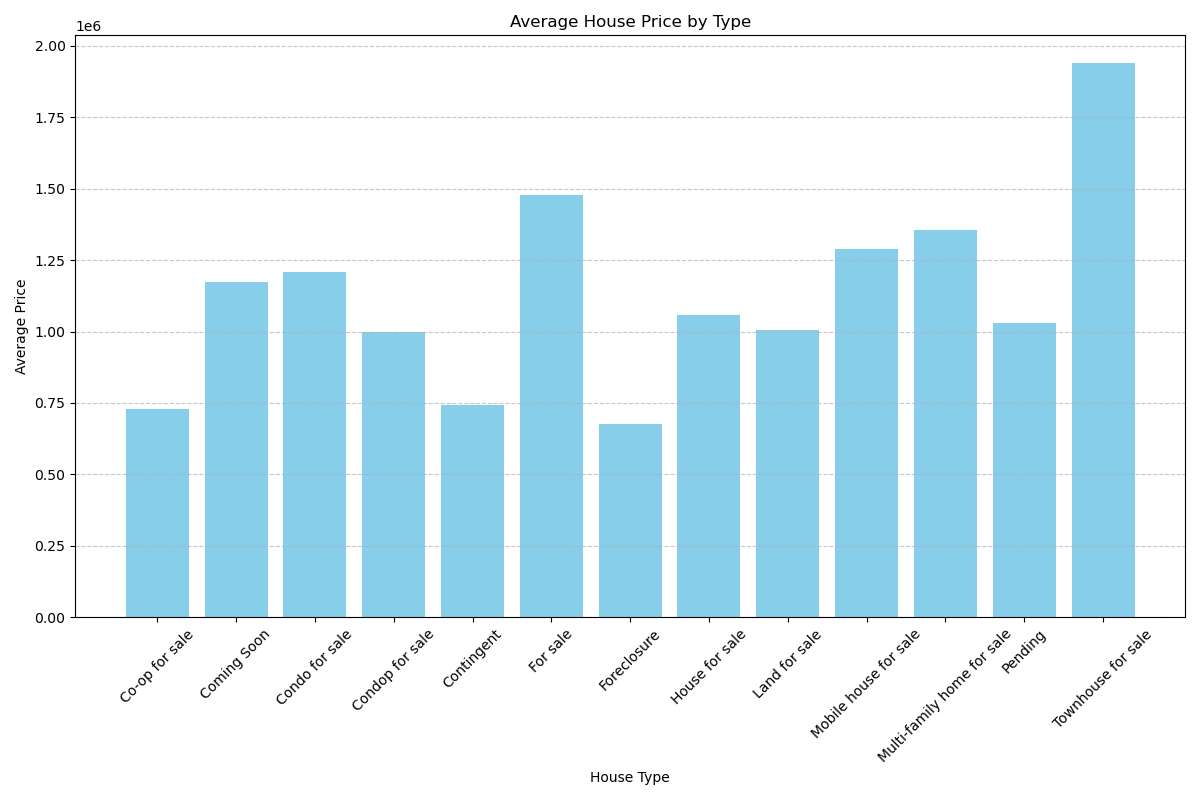 Average House Price by Type
1e6
2.00
1.75
1.50
1.25
1.00
0.75
0.50
0.25
0.00
Average Price
Co-op for sale
Coming Soon
Condo for sale
Condop for sale
Contingent
For sale
Foreclosure
House for sale
Land for sale
Mobile house for sale
Multi-family home for sale
Pending
Townhouse for sale
House Type